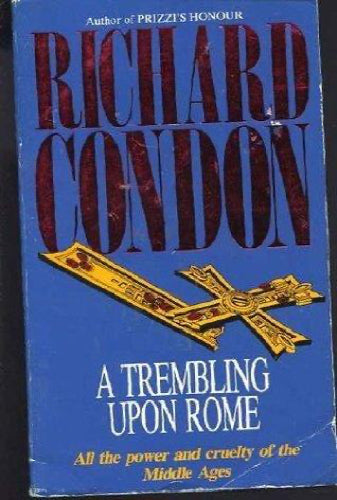 Author of PRIZZI'S HONOUR
RICHARD
CONDON
A TREMBLING
UPON ROME
All the power and cruelty of the
Middle Ages